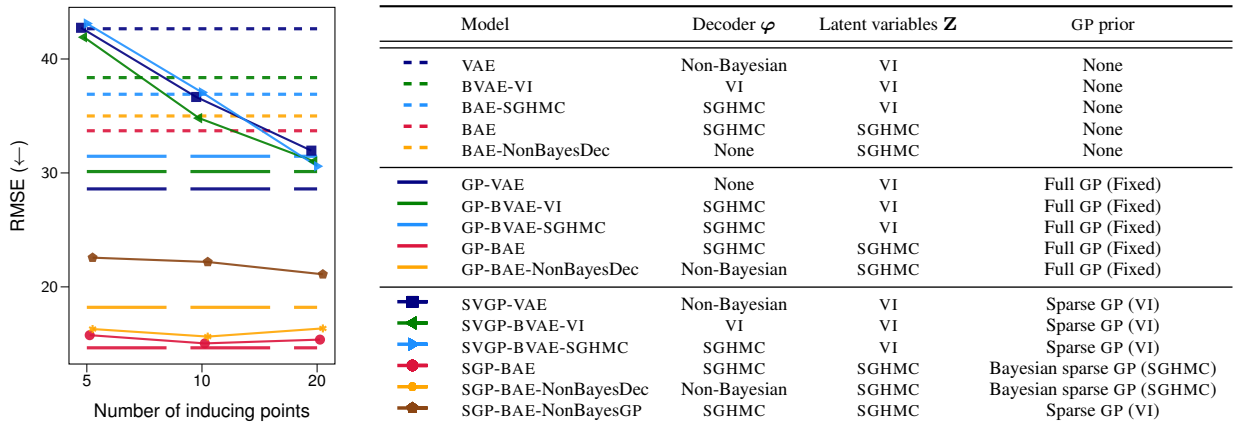 40
30
20
RMSE (←)
5 10 20
Number of inducing points
Model Decoder φ Latent variables Z GP prior
VAE Non-Bayesian VI None
BVAE-VI VI VI None
BAE-SGHMC SGHMC VI None
BAE SGHMC SGHMC None
BAE-NonBayesDec None SGHMC None
GP-VAE None VI Full GP (Fixed)
GP-BVAE-VI SGHMC VI Full GP (Fixed)
GP-BVAE-SGHMC SGHMC VI Full GP (Fixed)
GP-BAE SGHMC SGHMC Full GP (Fixed)
GP-BAE-NonBayesDec Non-Bayesian SGHMC Full GP (Fixed)
SVGP-VAE Non-Bayesian VI Sparse GP (VI)
SVGP-BVAE-VI VI VI Sparse GP (VI)
SVGP-BVAE-SGHMC SGHMC VI Sparse GP (VI)
SGP-BAE SGHMC SGHMC Bayesian sparse GP (SGHMC)
SGP-BAE-NonBayesDec Non-Bayesian SGHMC Bayesian sparse GP (SGHMC)
SGP-BAE-NonBayesGP SGHMC SGHMC Sparse GP (VI)